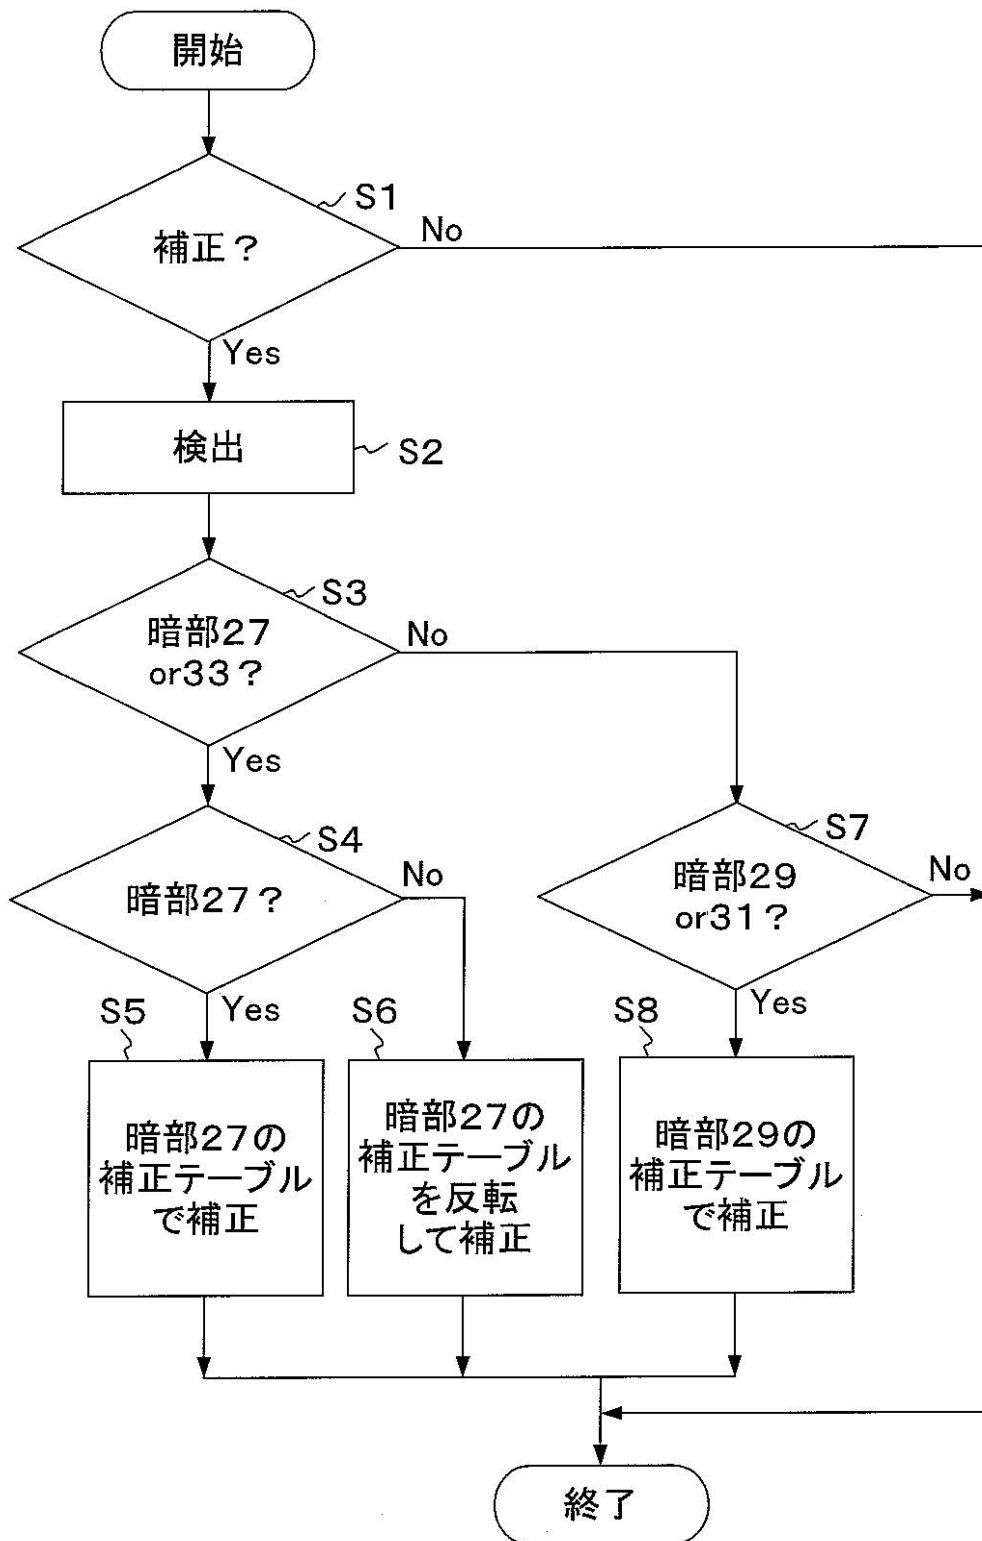 開始
S1
補正？
No
Yes
検出
S2
S3
暗部27
or33？
No
Yes
S4
暗部27？
No
Yes
S7
暗部29
or31？
No
Yes
S5
暗部27の
補正テーブル
で補正
S6
暗部27の
補正テーブル
を反転
して補正
S8
暗部29の
補正テーブル
で補正
終了